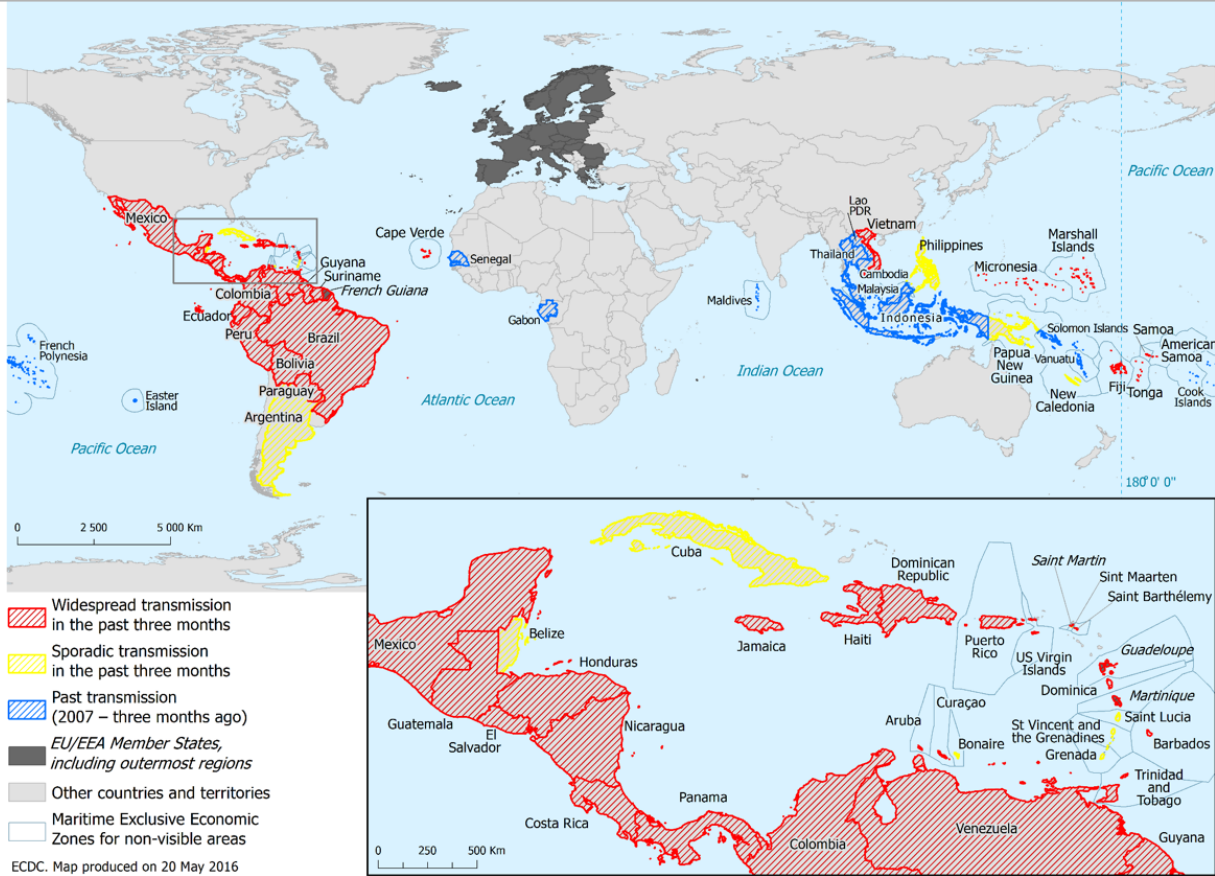 Pacific Ocean
Mexico
Cape Verde
Senegal
Guyana
Suriname
French Guiana
Colombia
Ecuador
Peru
Brazil
Bolivia
Paraguay
Argentina
French
Polynesia
Easter
Island
Pacific Ocean
Atlantic Ocean
Gabon
Maldives
Indian Ocean
Lao
PDR
Vietnam
Thailand
Cambodia
Malaysia
Philippines
Indonesia
Micronesia
Marshall
Islands
Solomon Islands
Samoa
American
Samoa
Papua
New
Guinea
Vanuatu
New
Caledonia
Fiji
Tonga
Cook
Islands
180° 0' 0"
0 2 500 5 000 Km
Widespread transmission
in the past three months
Sporadic transmission
in the past three months
Past transmission
(2007 – three months ago)
EU/EEA Member States,
including outermost regions
Other countries and territories
Maritime Exclusive Economic
Zones for non-visible areas
ECDC. Map produced on 20 May 2016
Cuba
Dominican
Republic
Saint Martin
Sint Maarten
Saint Barthélemy
Mexico
Belize
Jamaica
Haiti
Puerto
Rico
US Virgin
Islands
Guadeloupe
Honduras
Dominica
Martinique
Guatemala
El
Salvador
Nicaragua
Aruba
Curaçao
Bonaire
St Vincent and
the Grenadines
Saint Lucia
Grenada
Barbados
Trinidad
and
Tobago
Costa Rica
Panama
Colombia
Venezuela
Guyana
0 250 500 Km